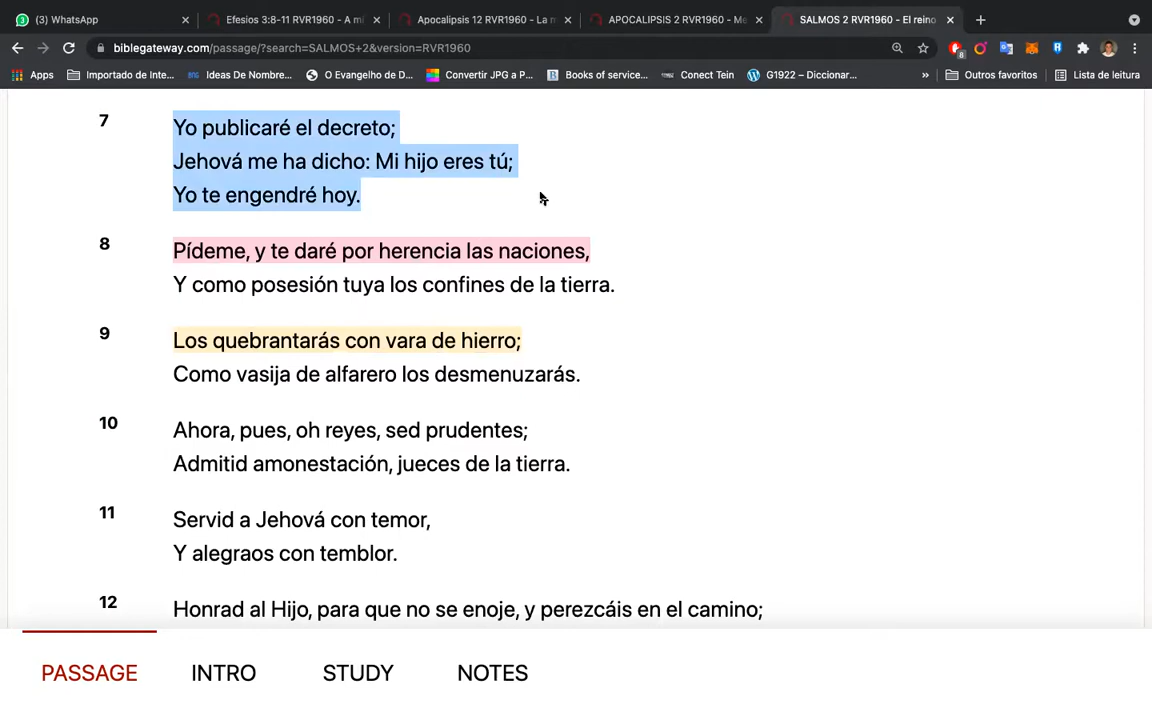 (3) WhatsApp
Efesios 3:8-11 RVR1960 - A mi
Apocalipsis 12 RVR1960 - La m
APOCALIPSIS 2 RVR1960 - Me
SALMOS 2 RVR1960 - El reino
biblegateway.com/passage/?search=SALMOS+2&version=RVR1960
8
Apps
Importado de Inte...
Ideas De Nombre...
O Evangelho de D...
Convertir JPG a P...
Books of service...
Conect Tein
G1922 – Diccionar...
»
Outros favoritos
Lista de leitura
7 Yo publicaré el decreto;
Jehová me ha dicho: Mi hijo eres tú;
Yo te engendré hoy.
8 Pídeme, y te daré por herencia las naciones,
Y como posesión tuya los confines de la tierra.
9 Los quebrantarás con vara de hierro;
Como vasija de alfarero los desmenuzarás.
10 Ahora, pues, oh reyes, sed prudentes;
Admitid amonestación, jueces de la tierra.
11 Servid a Jehová con temor,
Y alegraos con temblor.
12 Honrad al Hijo, para que no se enoje, y perezcáis en el camino;
PASSAGE INTRO STUDY NOTES